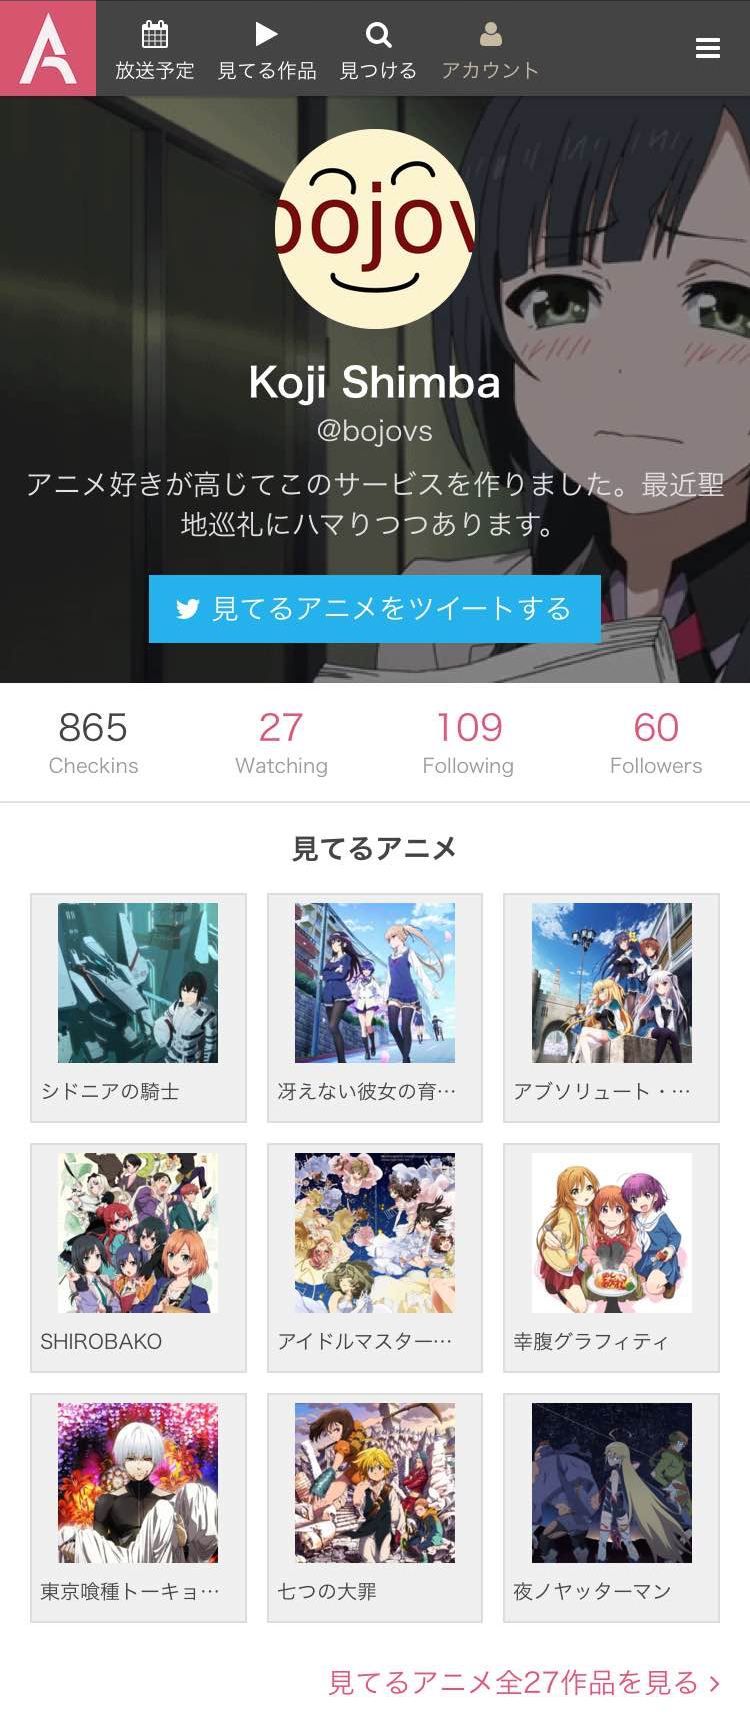 放送予定
見てる作品
見つける
アカウント
bojov
Koji Shimba
@bojovs
アニメ好きが高じてこのサービスを作りました。最近聖
地巡礼にハマりつつあります。
見てるアニメをツイートする
865
27
109
60
Checkins
Watching
Following
Followers
見てるアニメ
シドニアの騎士
冴えない彼女の育…
アブソリュート・…
SHIROBAKO
アイドルマスター…
幸腹グラフィティ
東京喰種トーキョ…
七つの大罪
夜ノヤッターマン
見てるアニメ全27作品を見る